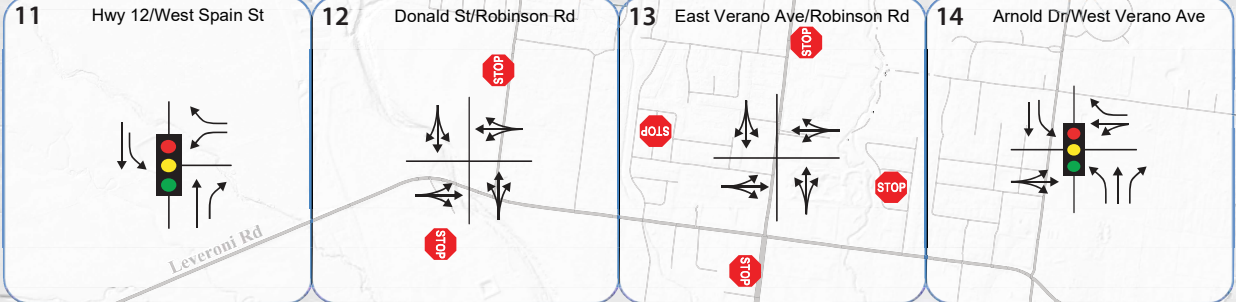 11 Hwy 12/West Spain St
12 Donald St/Robinson Rd
13 East Verano Ave/Robinson Rd
14 Arnold Dr/West Verano Ave
STOP
STOP
STOP
STOP
STOP
STOP
Leveroni Rd